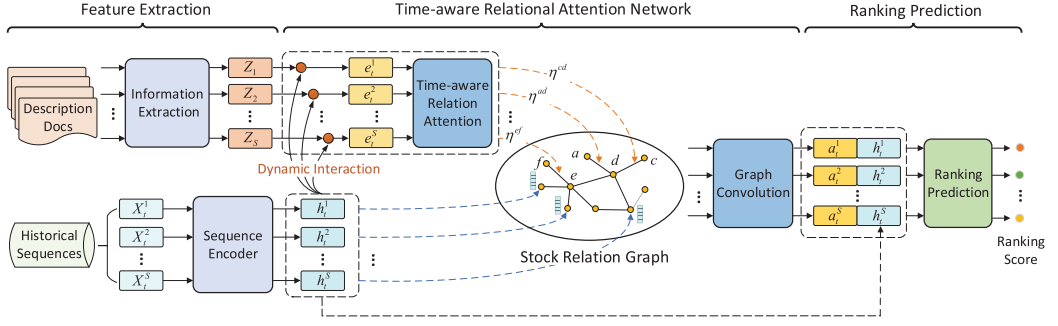 Feature Extraction
Time-aware Relational Attention Network
Ranking Prediction
Description
Docs
Information
Extraction
Z_1
Z_2
Z_S
e_t^1
e_t^2
e_t^S
Time-aware
Relation
Attention
η^{cd}
η^{ad}
η^{ef}
Dynamic Interaction
f
a
d
c
e
Stock Relation Graph
Historical
Sequences
X_t^1
X_t^2
X_t^S
Sequence
Encoder
h_t^1
h_t^2
h_t^S
Graph
Convolution
a_t^1 h_t^1
a_t^2 h_t^2
a_t^S h_t^S
Ranking
Prediction
Ranking
Score